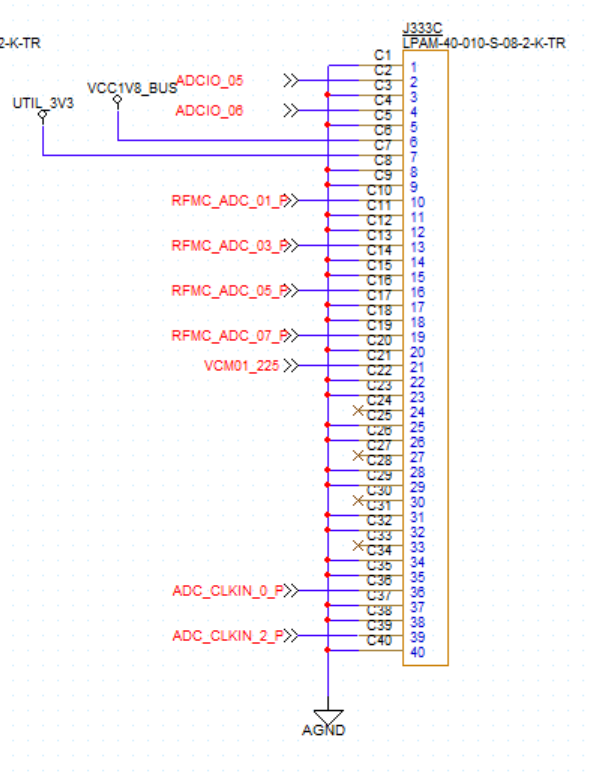 J333C
2-K-TR
LPAM-40-010-S-08-2-K-TR
C1
1
C2
ADCIO_05
2
VCC1V8_BUS
C3
3
UTIL_3V3
C4
ADCIO_06
4
C5
5
C6
6
C7
7
C8
8
C9
9
C10
RFMC_ADC_01_P
10
C11
11
C12
12
C13
RFMC_ADC_03_P
13
C14
14
C15
15
C16
RFMC_ADC_05_P
16
C17
17
C18
18
C19
RFMC_ADC_07_P
19
C20
20
C21
VCM01_225
21
C22
22
C23
23
C24
24
C25
25
C26
26
C27
27
C28
28
C29
29
C30
30
C31
31
C32
32
C33
33
C34
34
C35
35
C36
ADC_CLKIN_0_P
36
C37
37
C38
38
C39
ADC_CLKIN_2_P
39
C40
40
AGND